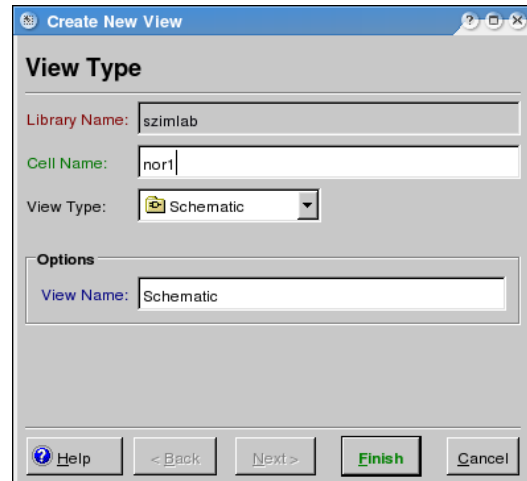 Create New View
View Type
Library Name: szimlab
Cell Name: nor1
View Type: Schematic
Options
View Name: Schematic
Help < Back Next > Finish Cancel